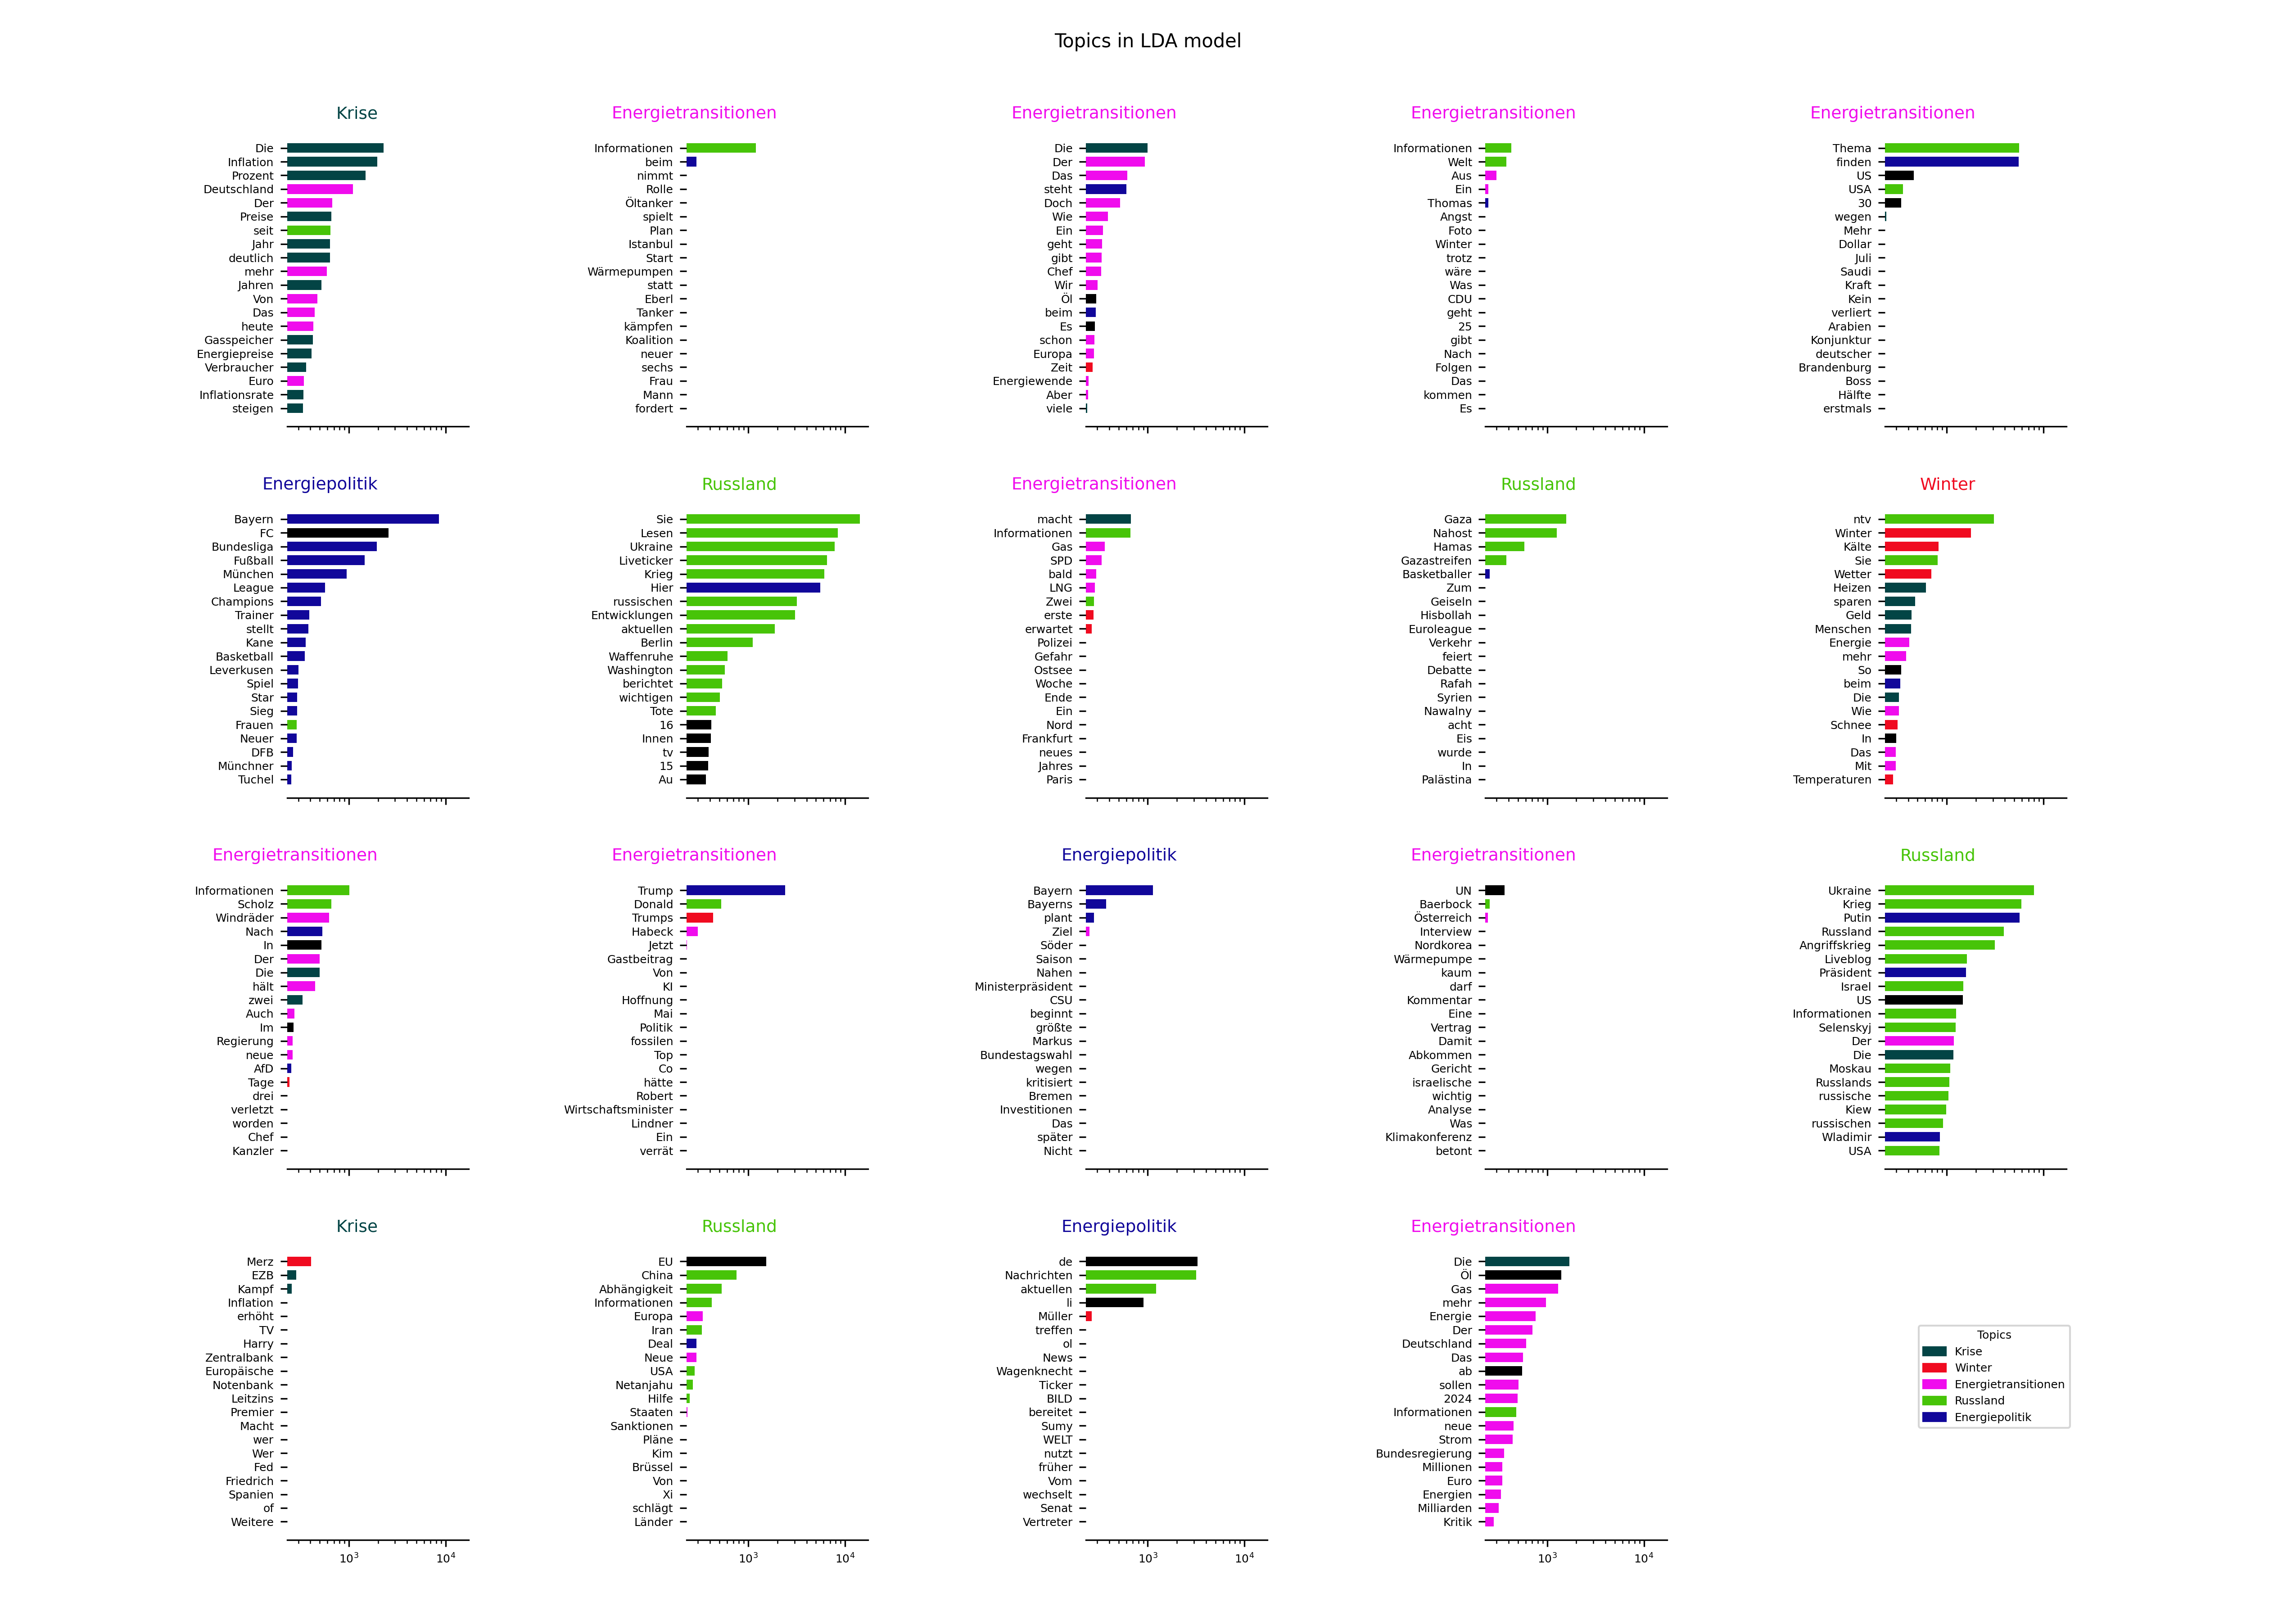 Topics in LDA model
Krise
Die
Inflation
Prozent
Deutschland
Der
Preise
seit
Jahr
deutlich
mehr
Jahren
Von
Das
heute
Gasspeicher
Energiepreise
Verbraucher
Euro
Inflationsrate
steigen
Energietransitionen
Informationen
beim
nimmt
Rolle
Öltanker
spielt
Plan
Istanbul
Start
Wärmepumpen
statt
Eberl
Tanker
kämpfen
Koalition
neuer
sechs
Frau
Mann
fordert
Energietransitionen
Die
Der
Das
steht
Doch
Wie
Ein
geht
gibt
Chef
Wir
Öl
beim
Es
schon
Europa
Zeit
Energiewende
Aber
viele
Energietransitionen
Informationen
Welt
Aus
Ein
Thomas
Angst
Foto
Winter
trotz
wäre
Was
CDU
geht
25
gibt
Nach
Folgen
Das
kommen
Es
Energietransitionen
Thema
finden
US
USA
30
wegen
Mehr
Dollar
Juli
Saudi
Kraft
Kein
verliert
Arabien
Konjunktur
deutscher
Brandenburg
Boss
Hälfte
erstmals
Energiepolitik
Bayern
FC
Bundesliga
Fußball
München
League
Champions
Trainer
stellt
Kane
Basketball
Leverkusen
Spiel
Star
Sieg
Frauen
Neuer
DFB
Münchner
Tuchel
Russland
Sie
Lesen
Ukraine
Liveticker
Krieg
Hier
russischen
Entwicklungen
aktuellen
Berlin
Waffenruhe
Washington
berichtet
wichtigen
Tote
16
Innen
tv
15
Au
Energietransitionen
macht
Informationen
Gas
SPD
bald
LNG
Zwei
erste
erwartet
Polizei
Gefahr
Ostsee
Woche
Ende
Ein
Nord
Frankfurt
neues
Jahres
Paris
Russland
Gaza
Nahost
Hamas
Gazastreifen
Basketballer
Zum
Geiseln
Hisbollah
Euroleague
Verkehr
feiert
Debatte
Rafah
Syrien
Nawalny
acht
Eis
wurde
In
Palästina
Winter
ntv
Winter
Kälte
Sie
Wetter
Heizen
sparen
Geld
Menschen
Energie
mehr
So
beim
Die
Wie
Schnee
In
Das
Mit
Temperaturen
Energietransitionen
Informationen
Scholz
Windräder
Nach
In
Der
Die
hält
zwei
Auch
Im
Regierung
neue
AfD
Tage
drei
verletzt
worden
Chef
Kanzler
Energietransitionen
Trump
Donald
Trumps
Habeck
Jetzt
Gastbeitrag
Von
KI
Hoffnung
Mai
Politik
fossilen
Top
Co
hätte
Robert
Wirtschaftsminister
Lindner
Ein
verrät
Energiepolitik
Bayern
Bayerns
plant
Ziel
Söder
Saison
Nahen
Ministerpräsident
CSU
beginnt
größte
Markus
Bundestagswahl
wegen
kritisiert
Bremen
Investitionen
Das
später
Nicht
Energietransitionen
UN
Baerbock
Österreich
Interview
Nordkorea
Wärmepumpe
kaum
darf
Kommentar
Eine
Vertrag
Damit
Abkommen
Gericht
israelische
wichtig
Analyse
Was
Klimakonferenz
betont
Russland
Ukraine
Krieg
Putin
Russland
Angriffskrieg
Liveblog
Präsident
Israel
US
Informationen
Selenskyj
Der
Die
Moskau
Russlands
russische
Kiew
russischen
Wladimir
USA
Krise
Merz
EZB
Kampf
Inflation
erhöht
TV
Harry
Zentralbank
Europäische
Notenbank
Leitzins
Premier
Macht
wer
Wer
Fed
Friedrich
Spanien
of
Weitere
10³ 10⁴
Russland
EU
China
Abhängigkeit
Informationen
Europa
Iran
Deal
Neue
USA
Netanjahu
Hilfe
Staaten
Sanktionen
Pläne
Kim
Brüssel
Von
Xi
schlägt
Länder
10³ 10⁴
Energiepolitik
de
Nachrichten
aktuellen
li
Müller
treffen
ol
News
Wagenknecht
Ticker
BILD
bereitet
Sumy
WELT
nutzt
früher
Vom
wechselt
Senat
Vertreter
10³ 10⁴
Energietransitionen
Die
Öl
Gas
mehr
Energie
Der
Deutschland
Das
ab
sollen
2024
Informationen
neue
Strom
Bundesregierung
Millionen
Euro
Energien
Milliarden
Kritik
10³ 10⁴
Topics
Krise
Winter
Energietransitionen
Russland
Energiepolitik